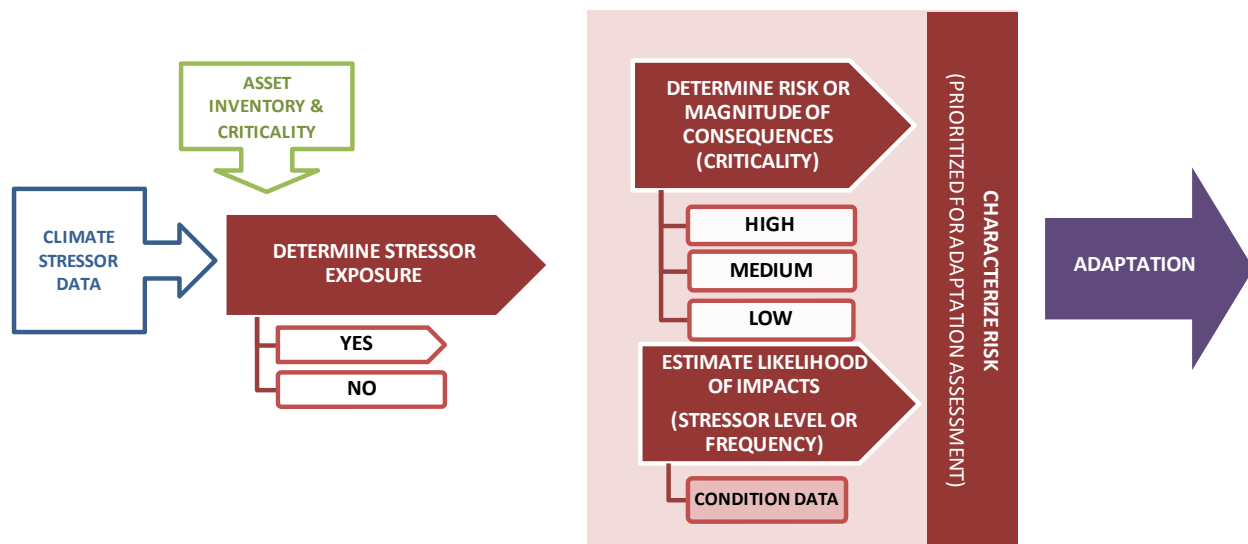 ASSET
INVENTORY &
CRITICALITY
CLIMATE
STRESSOR
DATA
DETERMINE STRESSOR
EXPOSURE
YES
NO
DETERMINE RISK OR
MAGNITUDE OF
CONSEQUENCES
(CRITICALITY)
HIGH
MEDIUM
LOW
ESTIMATE LIKELIHOOD
OF IMPACTS
(STRESSOR LEVEL OR
FREQUENCY)
CONDITION DATA
CHARACTERIZE RISK
(PRIORITIZED FOR ADAPTATION ASSESSMENT)
ADAPTATION